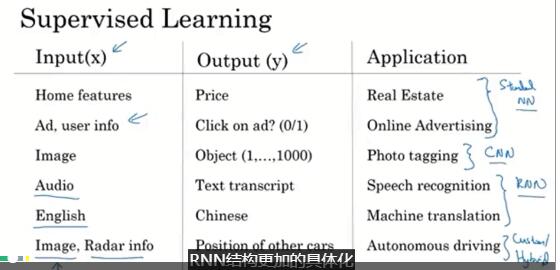 Supervised Learning
Input(x) Output (y) Application
Home features Price Real Estate
Standard
NN
Ad, user info Click on ad? (0/1) Online Advertising
Image Object (1,...,1000) Photo tagging CNN
Audio Text transcript Speech recognition RNN
English Chinese Machine translation
Image, Radar info Position of other cars Autonomous driving Custom/
Hybrid
RNN结构更加的具体化